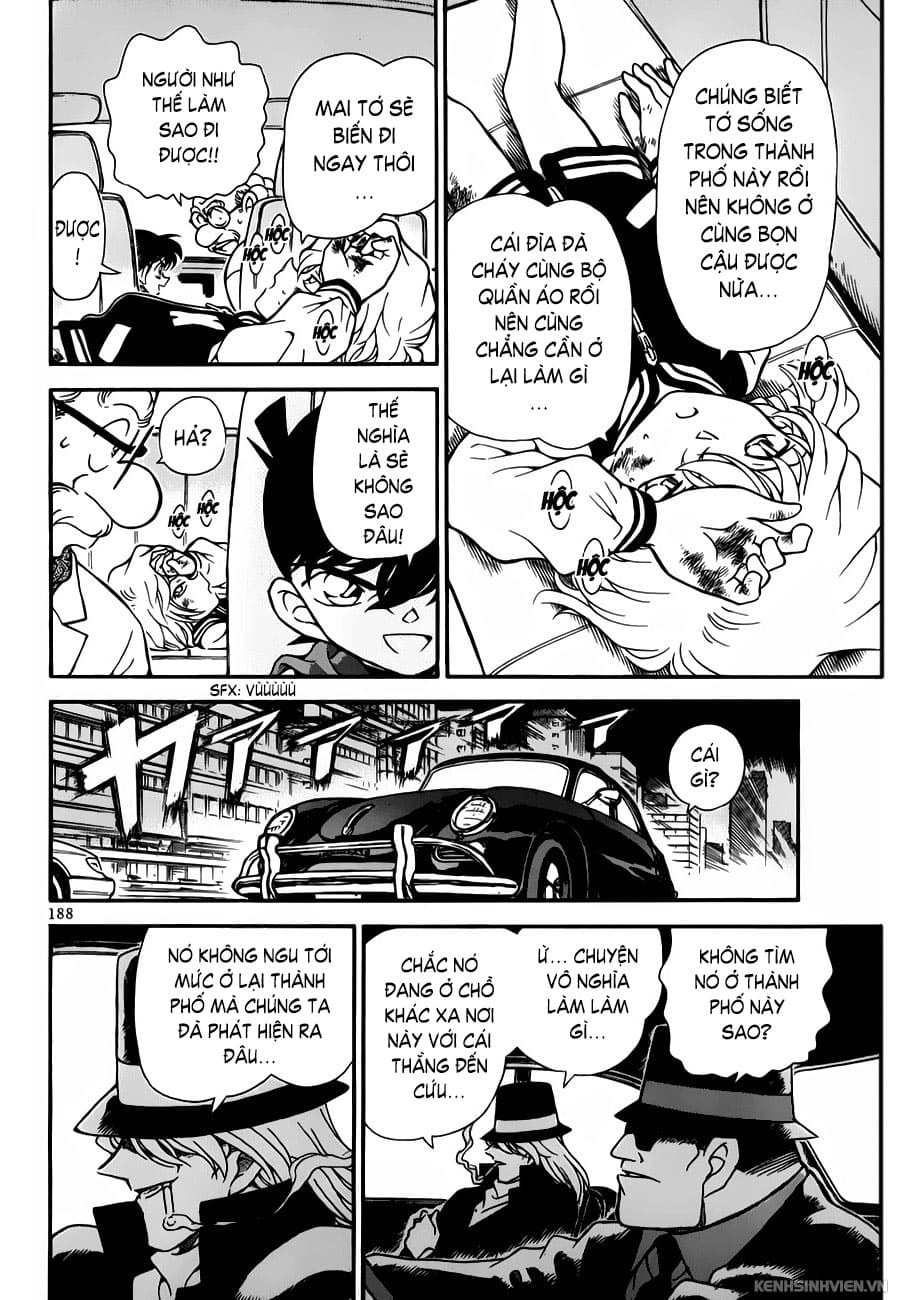 CHÚNG BIẾT
TỚ SỐNG
TRONG THÀNH
PHỐ NÀY RỒI
NÊN KHÔNG Ở
CÙNG BỌN
CẬU ĐƯỢC
NỮA...
CÁI ĐĨA ĐÃ
CHÁY CÙNG BỘ
QUẦN ÁO RỒI
NÊN CŨNG
CHẲNG CẦN Ở
LẠI LÀM GÌ
...
HỘC
HỘC
HỘC
MAI TỚ SẼ
BIẾN ĐI
NGAY THÔI
...
NGƯỜI NHƯ
THẾ LÀM
SAO ĐI
ĐƯỢC!!
ĐƯỢC
!
HỘC
HỘC
HỘC
THẾ
NGHĨA
LÀ SẼ
KHÔNG
SAO
ĐÂU!
HẢ?
HỘC
HỘC
SFX: VÙÙÙÙÙ
カアアアア
CÁI
GÌ?
188
KHÔNG TÌM
NÓ Ở THÀNH
PHỐ NÀY
SAO?
Ừ... CHUYỆN
VÔ NGHĨA
LÀM LÀM
GÌ...
CHẮC NÓ
ĐANG Ở CHỖ
KHÁC XA NƠI
NÀY VỚI CÁI
THẰNG ĐẾN
CỨU...
NÓ KHÔNG NGU TỚI
MỨC Ở LẠI THÀNH
PHỐ MÀ CHÚNG TA
ĐÃ PHÁT HIỆN RA
ĐÂU...
KENHSINHVIEN.VN